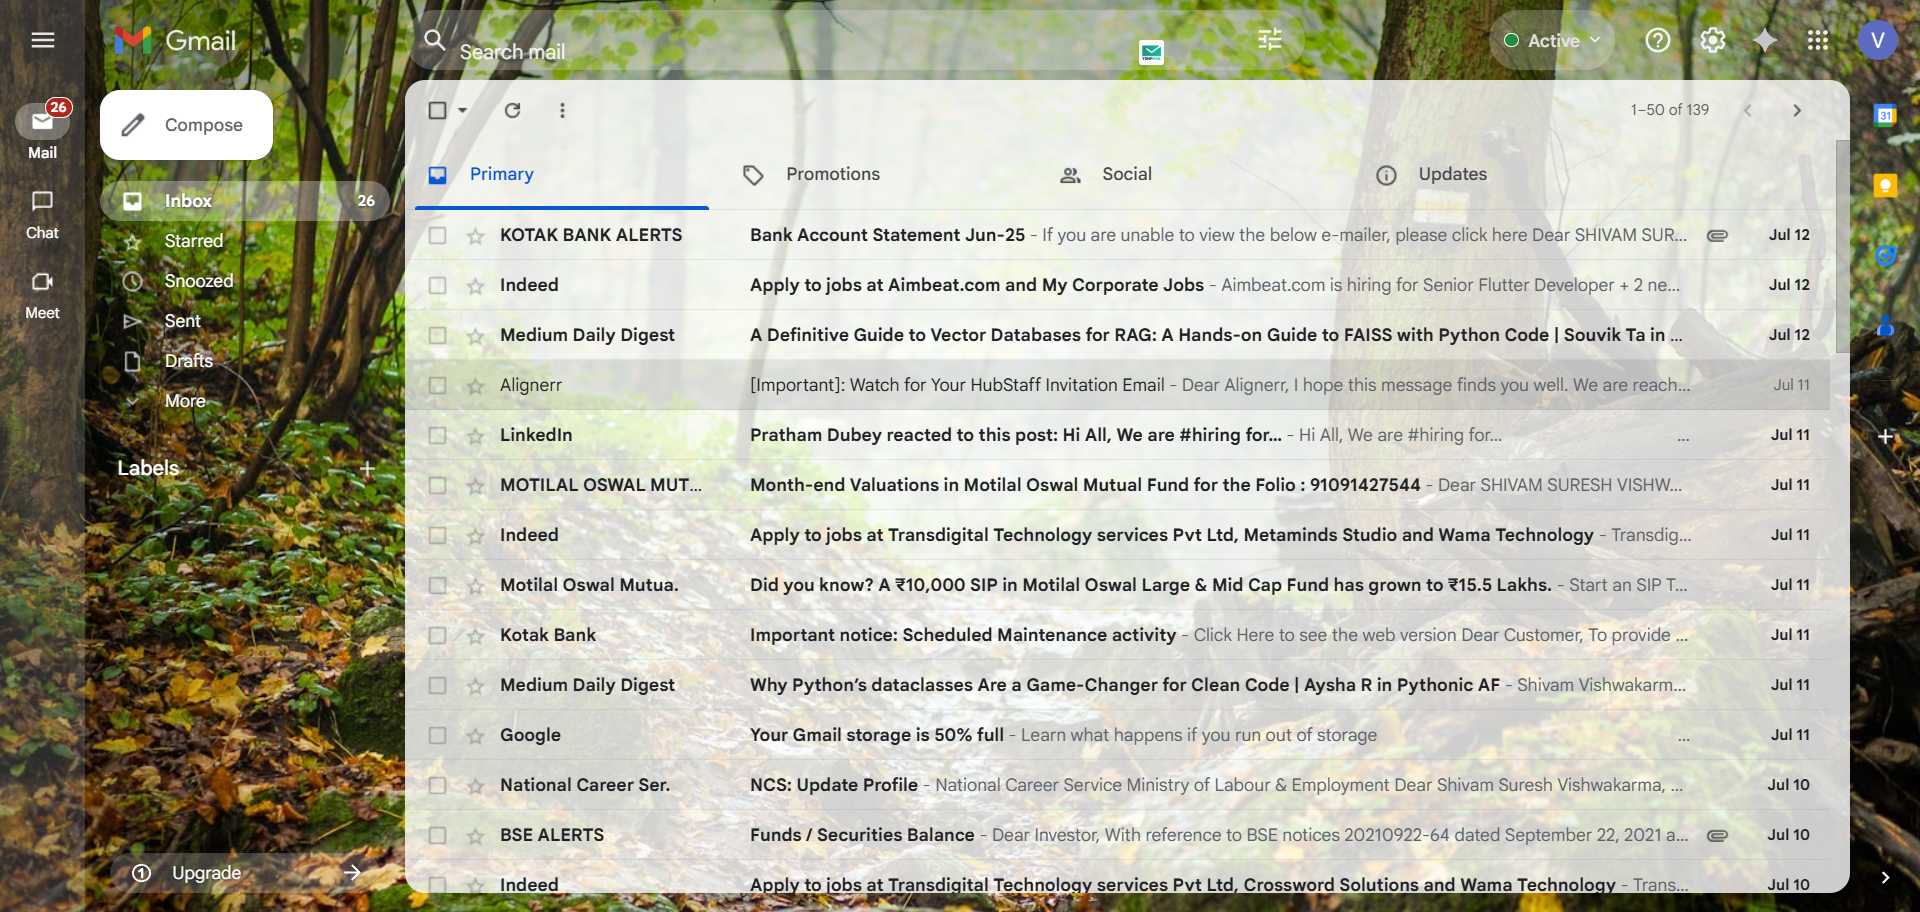 Gmail
Search mail
Active
V
26
Mail
Chat
Meet
Compose
Inbox 26
Starred
Snoozed
Sent
Drafts
More
Labels
Upgrade
1–50 of 139
Primary Promotions Social Updates
KOTAK BANK ALERTS Bank Account Statement Jun-25 - If you are unable to view the below e-mailer, please click here Dear SHIVAM SUR... Jul 12
Indeed Apply to jobs at Aimbeat.com and My Corporate Jobs - Aimbeat.com is hiring for Senior Flutter Developer + 2 ne... Jul 12
Medium Daily Digest A Definitive Guide to Vector Databases for RAG: A Hands-on Guide to FAISS with Python Code | Souvik Ta in ... Jul 12
Alignerr [Important]: Watch for Your HubStaff Invitation Email - Dear Alignerr, I hope this message finds you well. We are reach... Jul 11
LinkedIn Pratham Dubey reacted to this post: Hi All, We are #hiring for... - Hi All, We are #hiring for... ... Jul 11
MOTILAL OSWAL MUT... Month-end Valuations in Motilal Oswal Mutual Fund for the Folio : 91091427544 - Dear SHIVAM SURESH VISHW... Jul 11
Indeed Apply to jobs at Transdigital Technology services Pvt Ltd, Metaminds Studio and Wama Technology - Transdig... Jul 11
Motilal Oswal Mutua. Did you know? A ₹10,000 SIP in Motilal Oswal Large & Mid Cap Fund has grown to ₹15.5 Lakhs. - Start an SIP T... Jul 11
Kotak Bank Important notice: Scheduled Maintenance activity - Click Here to see the web version Dear Customer, To provide ... Jul 11
Medium Daily Digest Why Python’s dataclasses Are a Game-Changer for Clean Code | Aysha R in Pythonic AF - Shivam Vishwakarm... Jul 11
Google Your Gmail storage is 50% full - Learn what happens if you run out of storage ... Jul 11
National Career Ser. NCS: Update Profile - National Career Service Ministry of Labour & Employment Dear Shivam Suresh Vishwakarma, ... Jul 10
BSE ALERTS Funds / Securities Balance - Dear Investor, With reference to BSE notices 20210922-64 dated September 22, 2021 a... Jul 10
Indeed Apply to jobs at Transdigital Technology services Pvt Ltd, Crossword Solutions and Wama Technology - Trans... Jul 10
31